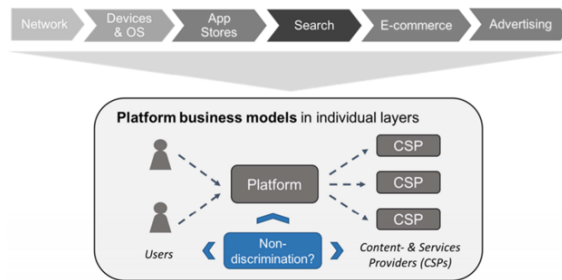 Network
Devices
& OS
App
Stores
Search
E-commerce
Advertising
Platform business models in individual layers
CSP
Platform
CSP
CSP
Users
Non-
discrimination?
Content- & Services
Providers (CSPs)